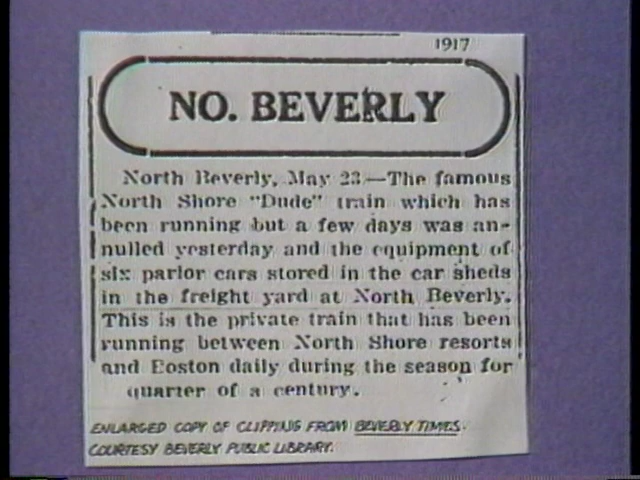 1917
NO. BEVERLY
North Beverly, May 23.—The famous
North Shore "Dude" train which has
been running but a few days was an-
nulled yesterday and the equipment of
six parlor cars stored in the car sheds
in the freight yard at North Beverly.
This is the private train that has been
running between North Shore resorts
and Boston daily during the season for
quarter of a century.
ENLARGED COPY OF CLIPPING FROM BEVERLY TIMES.
COURTESY BEVERLY PUBLIC LIBRARY.